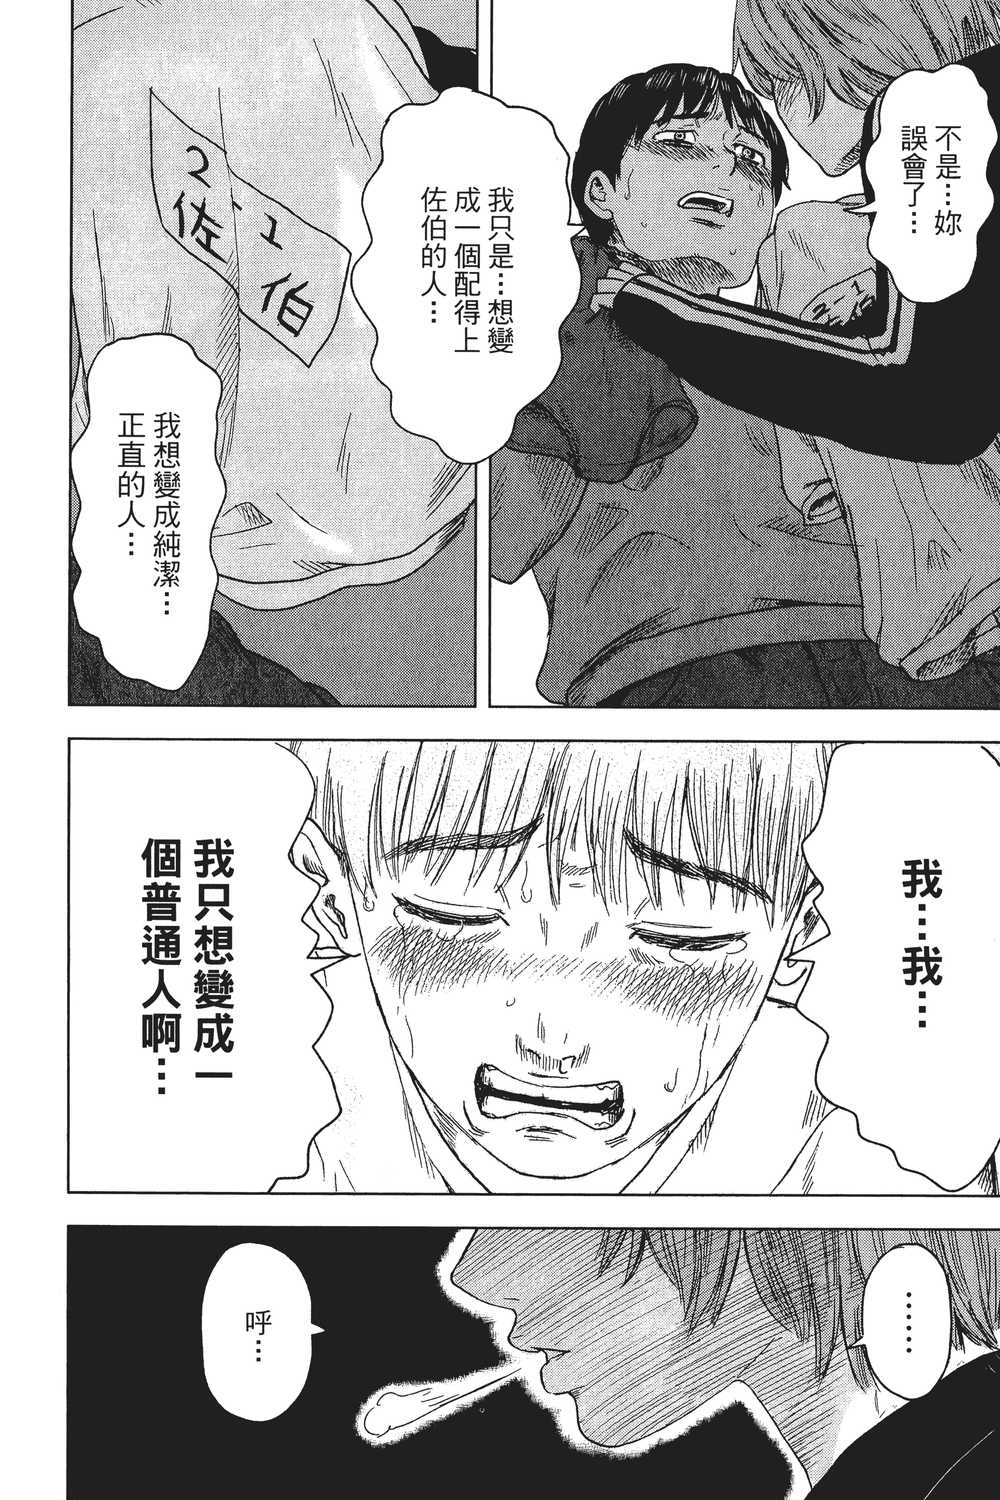 不是…妳
誤會了…
我只是…想變
成一個配得上
佐伯的人…
2-1
佐伯
我想變成純潔…
正直的人…
我…我…
我只想變成一
個普通人啊…
……
呼…